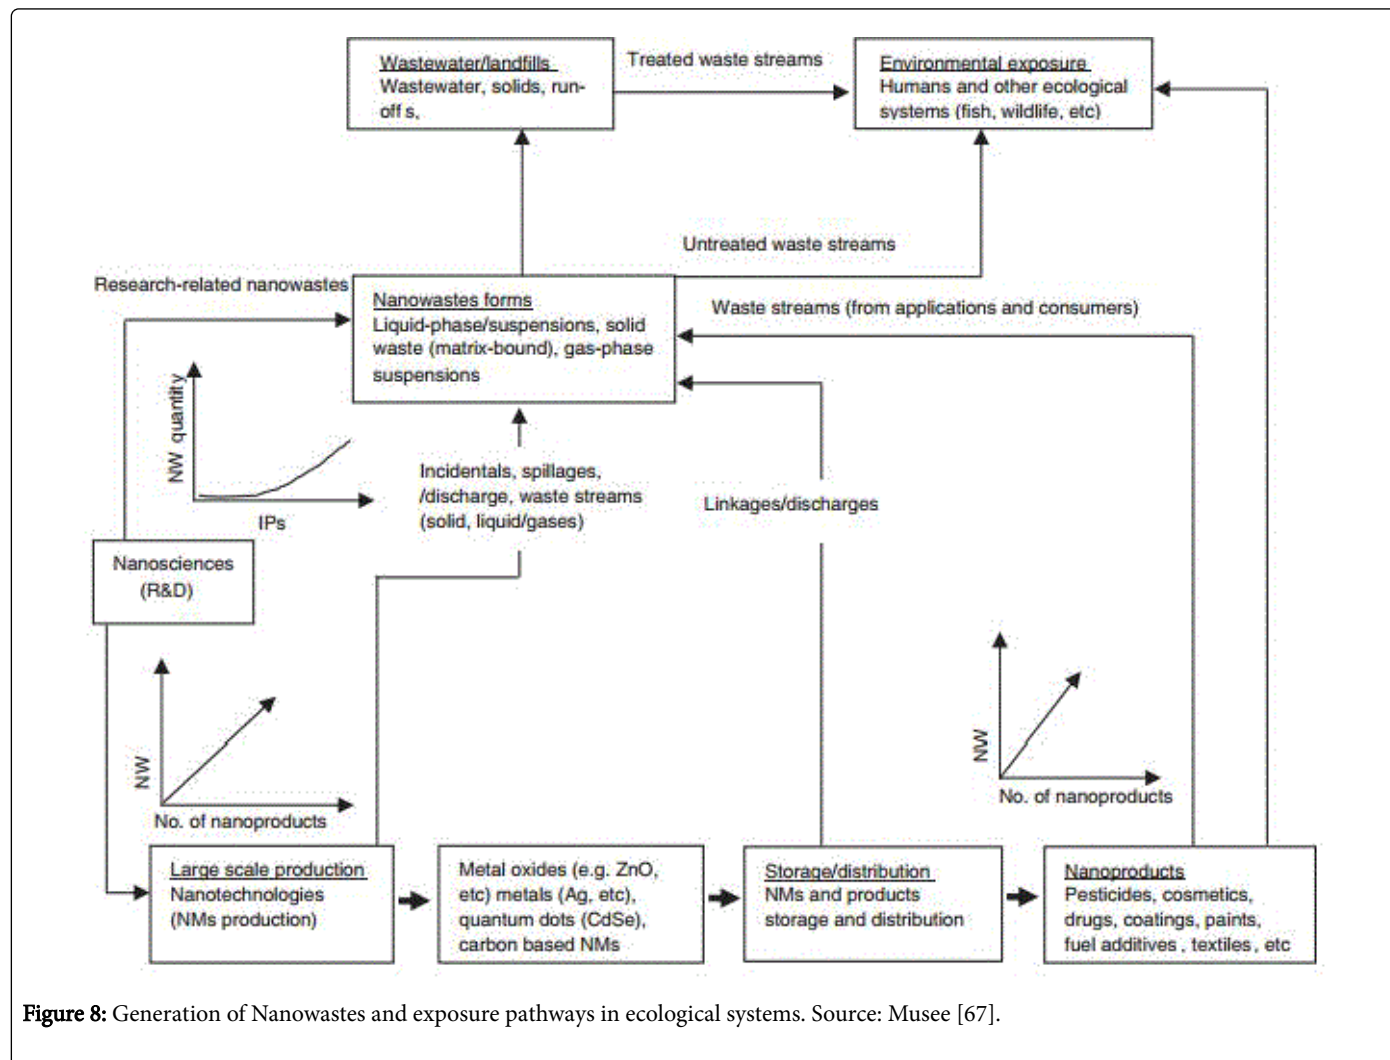 Wastewater/landfills
Wastewater, solids, run-
off s,
Treated waste streams
Environmental exposure
Humans and other ecological
systems (fish, wildlife, etc)
Untreated waste streams
Research-related nanowastes
Nanowastes forms
Liquid-phase/suspensions, solid
waste (matrix-bound), gas-phase
suspensions
Waste streams (from applications and consumers)
NW quantity
IPs
Incidentals, spillages,
/discharge, waste streams
(solid, liquid/gases)
Linkages/discharges
Nanosciences
(R&D)
NW
No. of nanoproducts
NW
No. of nanoproducts
Large scale production
Nanotechnologies
(NMs production)
Metal oxides (e.g. ZnO,
etc) metals (Ag, etc),
quantum dots (CdSe),
carbon based NMs
Storage/distribution
NMs and products
storage and distribution
Nanoproducts
Pesticides, cosmetics,
drugs, coatings, paints,
fuel additives , textiles , etc
Figure 8: Generation of Nanowastes and exposure pathways in ecological systems. Source: Musee [67].